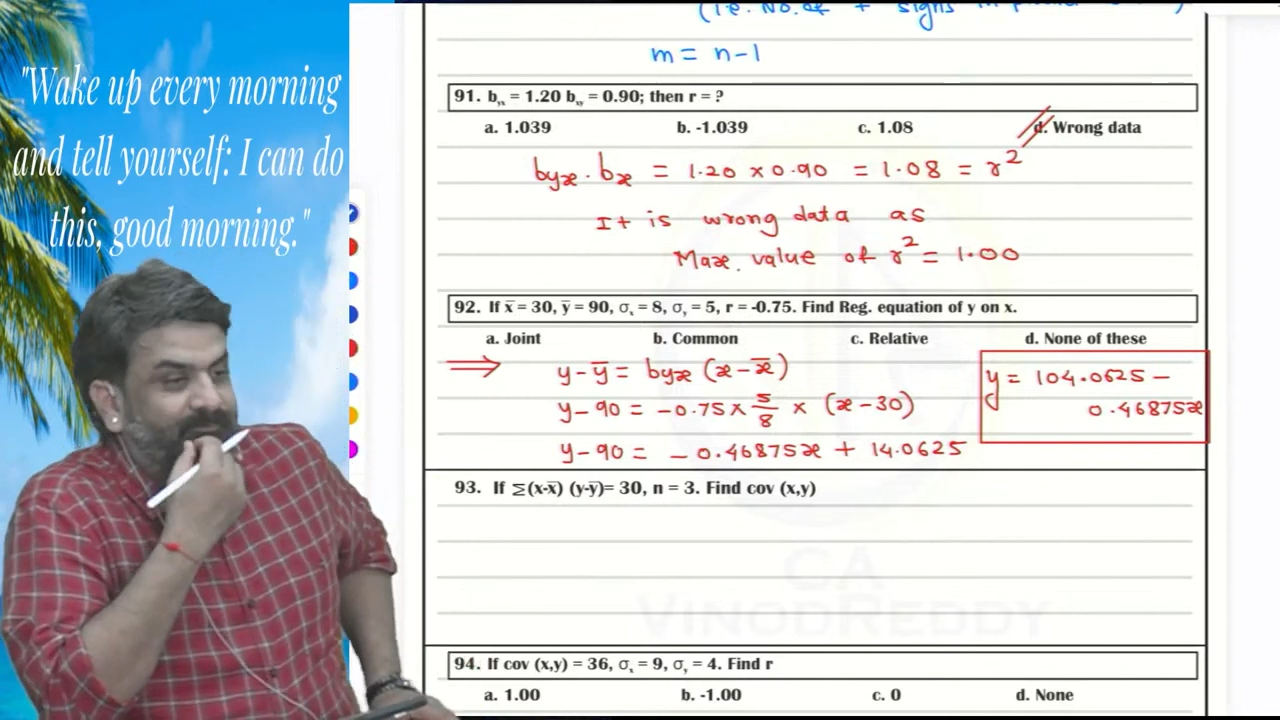 "Wake up every morning
and tell yourself: I can do
this, good morning."
m = n-1
91. bᵧₓ = 1.20 bₓᵧ = 0.90; then r = ?
a. 1.039 b. -1.039 c. 1.08 d. Wrong data
byx . bx = 1.20 × 0.90 = 1.08 = r²
It is wrong data as
Max. value of r² = 1.00
92. If x̅ = 30, y̅ = 90, σₓ = 8, σᵧ = 5, r = -0.75. Find Reg. equation of y on x.
a. Joint b. Common c. Relative d. None of these
⟹ y - y̅ = byx (x - x̅)
y - 90 = -0.75 × 5/8 × (x - 30)
y - 90 = - 0.46875x + 14.0625
y = 104.0625 -
0.46875x
93. If Σ(x-x̅) (y-y̅)= 30, n = 3. Find cov (x,y)
CA
VINODREDDY
94. If cov (x,y) = 36, σₓ = 9, σᵧ = 4. Find r
a. 1.00 b. -1.00 c. 0 d. None